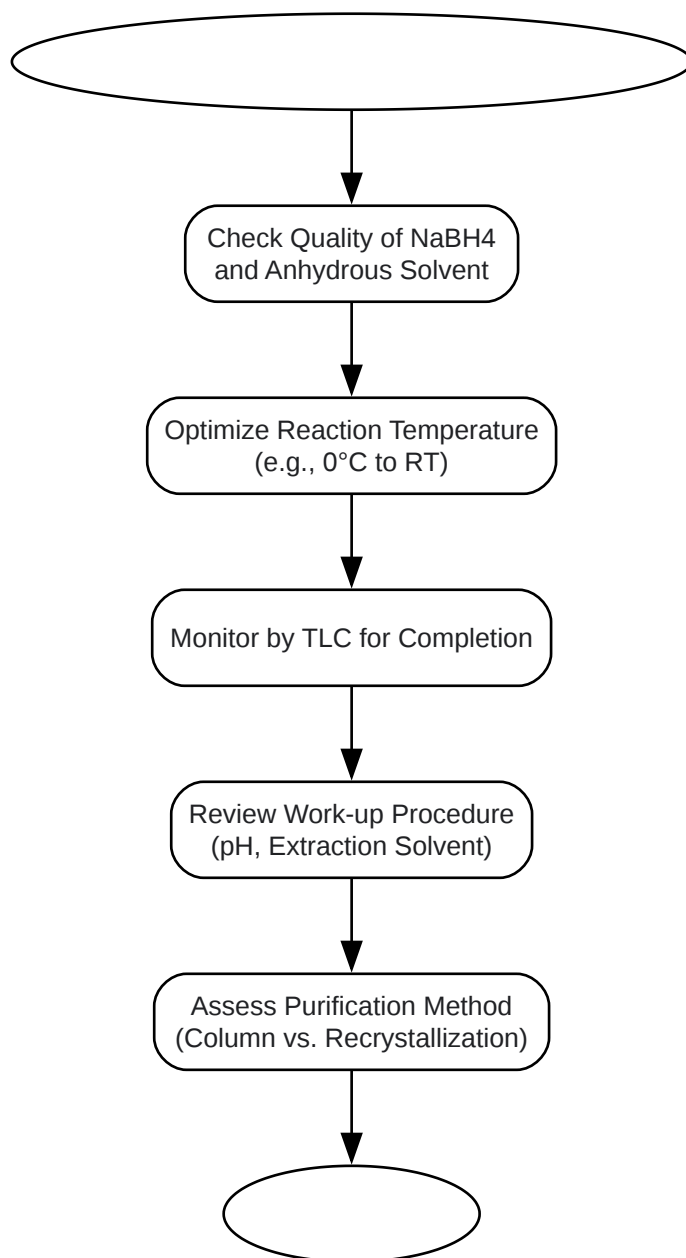 Check Quality of NaBH4
and Anhydrous Solvent
Optimize Reaction Temperature
(e.g., 0°C to RT)
Monitor by TLC for Completion
Review Work-up Procedure
(pH, Extraction Solvent)
Assess Purification Method
(Column vs. Recrystallization)